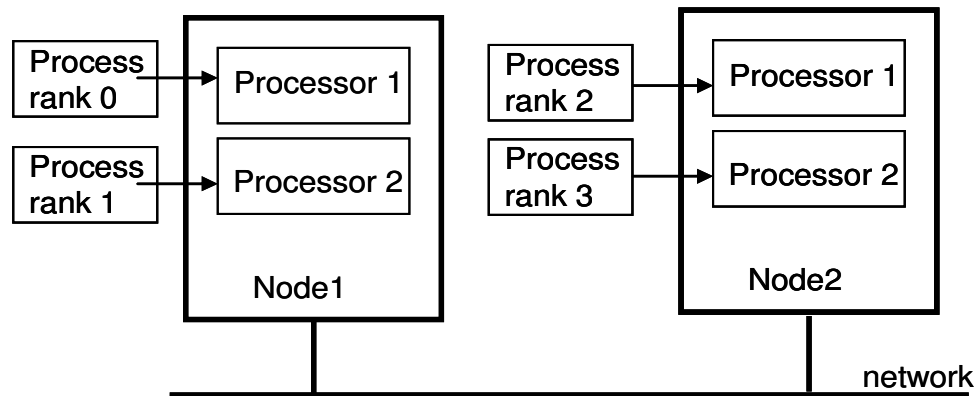 Process
rank 0
Processor 1
Process
rank 1
Processor 2
Node1
Process
rank 2
Processor 1
Process
rank 3
Processor 2
Node2
network